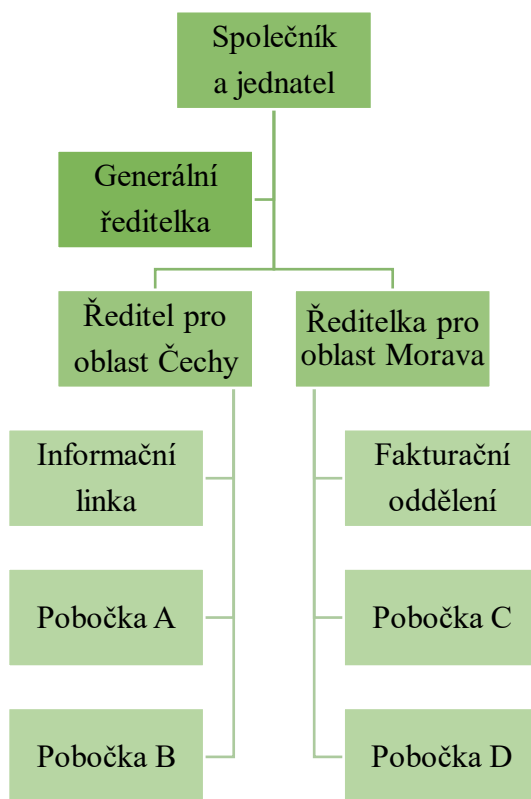 Společník
a jednatel
Generální
ředitelka
Ředitel pro
oblast Čechy
Ředitelka pro
oblast Morava
Informační
linka
Fakturační
oddělení
Pobočka A
Pobočka C
Pobočka B
Pobočka D